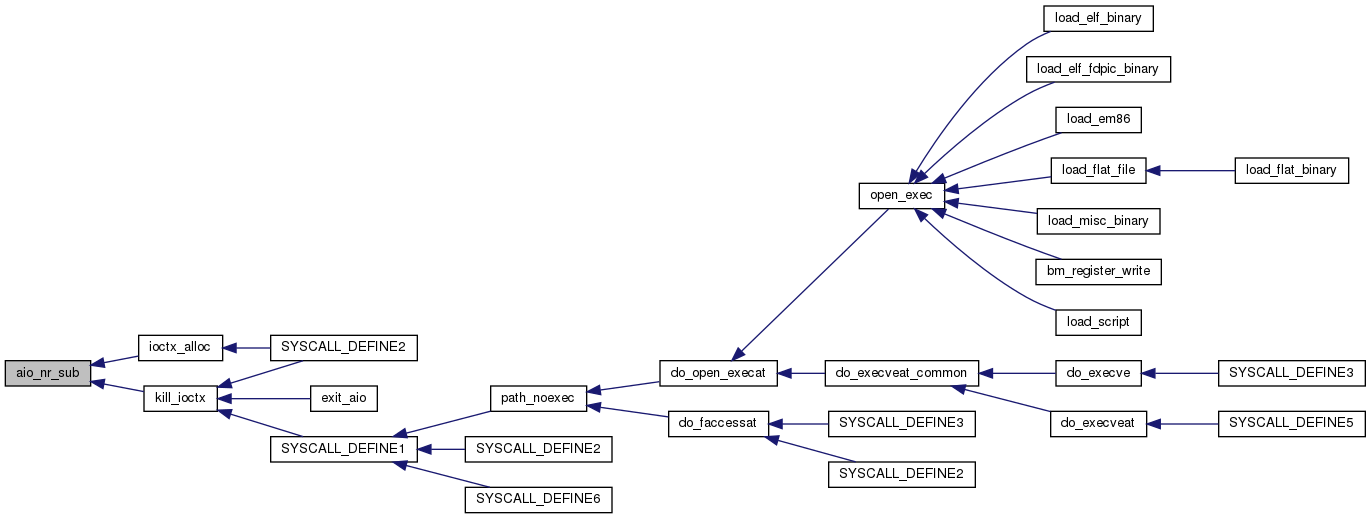 load_elf_binary
load_elf_fdpic_binary
load_em86
load_flat_file
load_flat_binary
open_exec
load_misc_binary
bm_register_write
load_script
ioctx_alloc
SYSCALL_DEFINE2
aio_nr_sub
do_open_execat
do_execveat_common
do_execve
SYSCALL_DEFINE3
kill_ioctx
exit_aio
path_noexec
do_faccessat
SYSCALL_DEFINE3
do_execveat
SYSCALL_DEFINE5
SYSCALL_DEFINE1
SYSCALL_DEFINE2
SYSCALL_DEFINE2
SYSCALL_DEFINE6